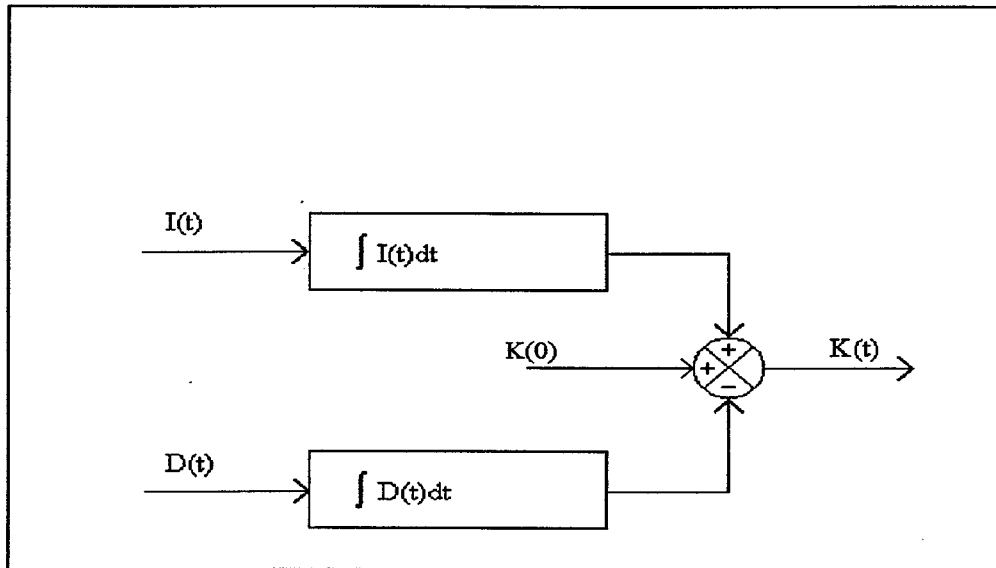 I(t)
∫ I(t)dt
K(0)
+
+
−
K(t)
D(t)
∫ D(t)dt